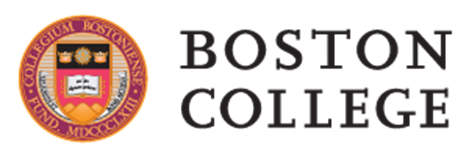 COLLEGIUM BOSTONIENSE
FUND. MDCCCLXIII.
BOSTON
COLLEGE